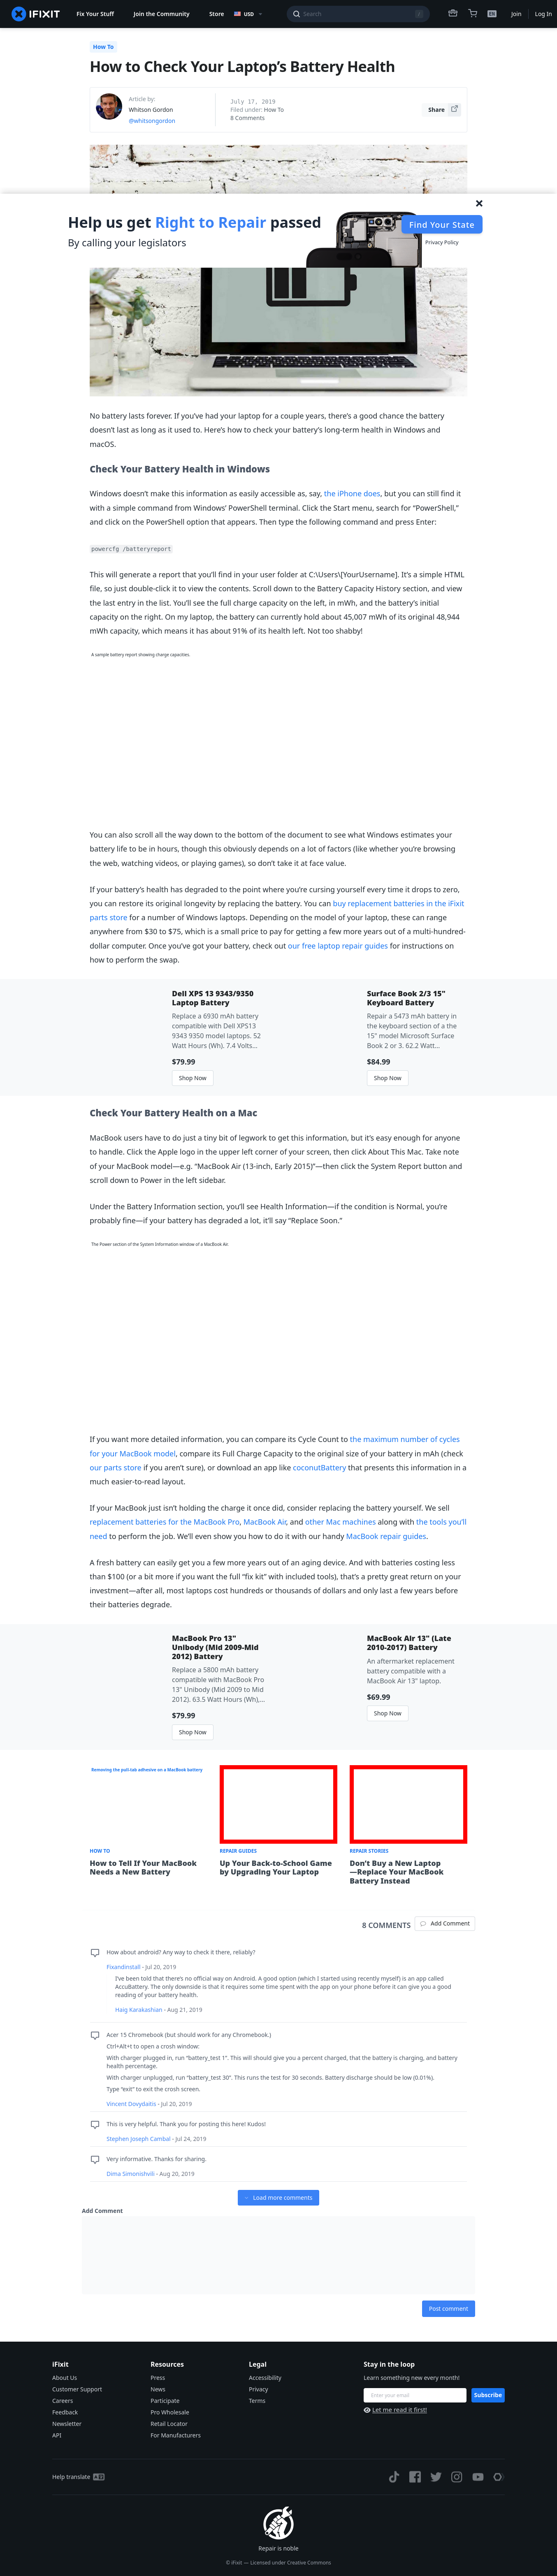 IFIXIT
Fix Your Stuff
Join the Community
Store
USD
Search
/
EN
Join
Log In
How To
How to Check Your Laptop’s Battery Health
Article by:
Whitson Gordon
@whitsongordon
July 17, 2019
Filed under: How To
8 Comments
Share
Help us get Right to Repair passed
By calling your legislators
Find Your State
Privacy Policy
No battery lasts forever. If you’ve had your laptop for a couple years, there’s a good chance the battery
doesn’t last as long as it used to. Here’s how to check your battery’s long-term health in Windows and
macOS.
Check Your Battery Health in Windows
Windows doesn’t make this information as easily accessible as, say, the iPhone does, but you can still find it
with a simple command from Windows’ PowerShell terminal. Click the Start menu, search for “PowerShell,”
and click on the PowerShell option that appears. Then type the following command and press Enter:
powercfg /batteryreport
This will generate a report that you’ll find in your user folder at C:\Users\[YourUsername]. It’s a simple HTML
file, so just double-click it to view the contents. Scroll down to the Battery Capacity History section, and view
the last entry in the list. You’ll see the full charge capacity on the left, in mWh, and the battery’s initial
capacity on the right. On my laptop, the battery can currently hold about 45,007 mWh of its original 48,944
mWh capacity, which means it has about 91% of its health left. Not too shabby!
A sample battery report showing charge capacities.
You can also scroll all the way down to the bottom of the document to see what Windows estimates your
battery life to be in hours, though this obviously depends on a lot of factors (like whether you’re browsing
the web, watching videos, or playing games), so don’t take it at face value.
If your battery’s health has degraded to the point where you’re cursing yourself every time it drops to zero,
you can restore its original longevity by replacing the battery. You can buy replacement batteries in the iFixit
parts store for a number of Windows laptops. Depending on the model of your laptop, these can range
anywhere from $30 to $75, which is a small price to pay for getting a few more years out of a multi-hundred-
dollar computer. Once you’ve got your battery, check out our free laptop repair guides for instructions on
how to perform the swap.
Dell XPS 13 9343/9350
Laptop Battery
Replace a 6930 mAh battery
compatible with Dell XPS13
9343 9350 model laptops. 52
Watt Hours (Wh). 7.4 Volts...
$79.99
Shop Now
Surface Book 2/3 15"
Keyboard Battery
Repair a 5473 mAh battery in
the keyboard section of a the
15" model Microsoft Surface
Book 2 or 3. 62.2 Watt...
$84.99
Shop Now
Check Your Battery Health on a Mac
MacBook users have to do just a tiny bit of legwork to get this information, but it’s easy enough for anyone
to handle. Click the Apple logo in the upper left corner of your screen, then click About This Mac. Take note
of your MacBook model—e.g. “MacBook Air (13-inch, Early 2015)”—then click the System Report button and
scroll down to Power in the left sidebar.
Under the Battery Information section, you’ll see Health Information—if the condition is Normal, you’re
probably fine—if your battery has degraded a lot, it’ll say “Replace Soon.”
The Power section of the System Information window of a MacBook Air.
If you want more detailed information, you can compare its Cycle Count to the maximum number of cycles
for your MacBook model, compare its Full Charge Capacity to the original size of your battery in mAh (check
our parts store if you aren’t sure), or download an app like coconutBattery that presents this information in a
much easier-to-read layout.
If your MacBook just isn’t holding the charge it once did, consider replacing the battery yourself. We sell
replacement batteries for the MacBook Pro, MacBook Air, and other Mac machines along with the tools you’ll
need to perform the job. We’ll even show you how to do it with our handy MacBook repair guides.
A fresh battery can easily get you a few more years out of an aging device. And with batteries costing less
than $100 (or a bit more if you want the full “fix kit” with included tools), that’s a pretty great return on your
investment—after all, most laptops cost hundreds or thousands of dollars and only last a few years before
their batteries degrade.
MacBook Pro 13"
Unibody (Mid 2009-Mid
2012) Battery
Replace a 5800 mAh battery
compatible with MacBook Pro
13" Unibody (Mid 2009 to Mid
2012). 63.5 Watt Hours (Wh),...
$79.99
Shop Now
MacBook Air 13" (Late
2010-2017) Battery
An aftermarket replacement
battery compatible with a
MacBook Air 13" laptop.
$69.99
Shop Now
Removing the pull-tab adhesive on a MacBook battery
HOW TO
How to Tell If Your MacBook
Needs a New Battery
REPAIR GUIDES
Up Your Back-to-School Game
by Upgrading Your Laptop
REPAIR STORIES
Don’t Buy a New Laptop
—Replace Your MacBook
Battery Instead
8 COMMENTS
Add Comment
How about android? Any way to check it there, reliably?
Fixandinstall - Jul 20, 2019
I’ve been told that there’s no official way on Android. A good option (which I started using recently myself) is an app called
AccuBattery. The only downside is that it requires some time spent with the app on your phone before it can give you a good
reading of your battery health.
Haig Karakashian - Aug 21, 2019
Acer 15 Chromebook (but should work for any Chromebook.)
Ctrl+Alt+t to open a crosh window:
With charger plugged in, run “battery_test 1”. This will should give you a percent charged, that the battery is charging, and battery
health percentage.
With charger unplugged, run “battery_test 30”. This runs the test for 30 seconds. Battery discharge should be low (0.01%).
Type “exit” to exit the crosh screen.
Vincent Dovydaitis - Jul 20, 2019
This is very helpful. Thank you for posting this here! Kudos!
Stephen Joseph Cambal - Jul 24, 2019
Very informative. Thanks for sharing.
Dima Simonishvili - Aug 20, 2019
Load more comments
Add Comment
Post comment
iFixit
About Us
Customer Support
Careers
Feedback
Newsletter
API
Resources
Press
News
Participate
Pro Wholesale
Retail Locator
For Manufacturers
Legal
Accessibility
Privacy
Terms
Stay in the loop
Learn something new every month!
Enter your email
Subscribe
Let me read it first!
Help translate
Repair is noble
© iFixit — Licensed under Creative Commons